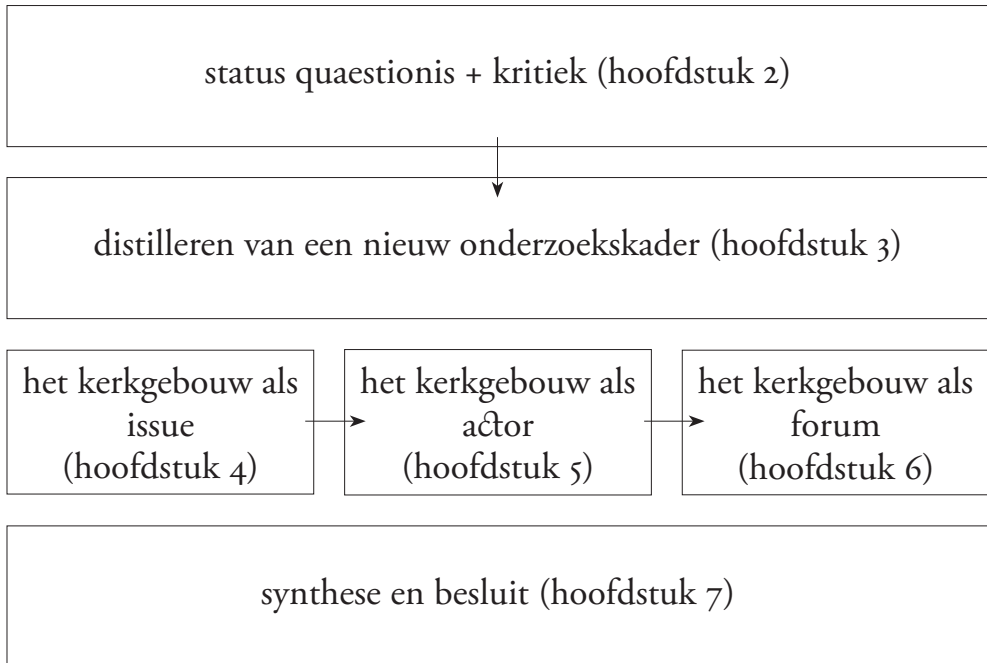 status quaestionis + kritiek (hoofdstuk 2)
distilleren van een nieuw onderzoekskader (hoofdstuk 3)
het kerkgebouw als
issue
(hoofdstuk 4)
het kerkgebouw als
actor
(hoofdstuk 5)
het kerkgebouw als
forum
(hoofdstuk 6)
synthese en besluit (hoofdstuk 7)